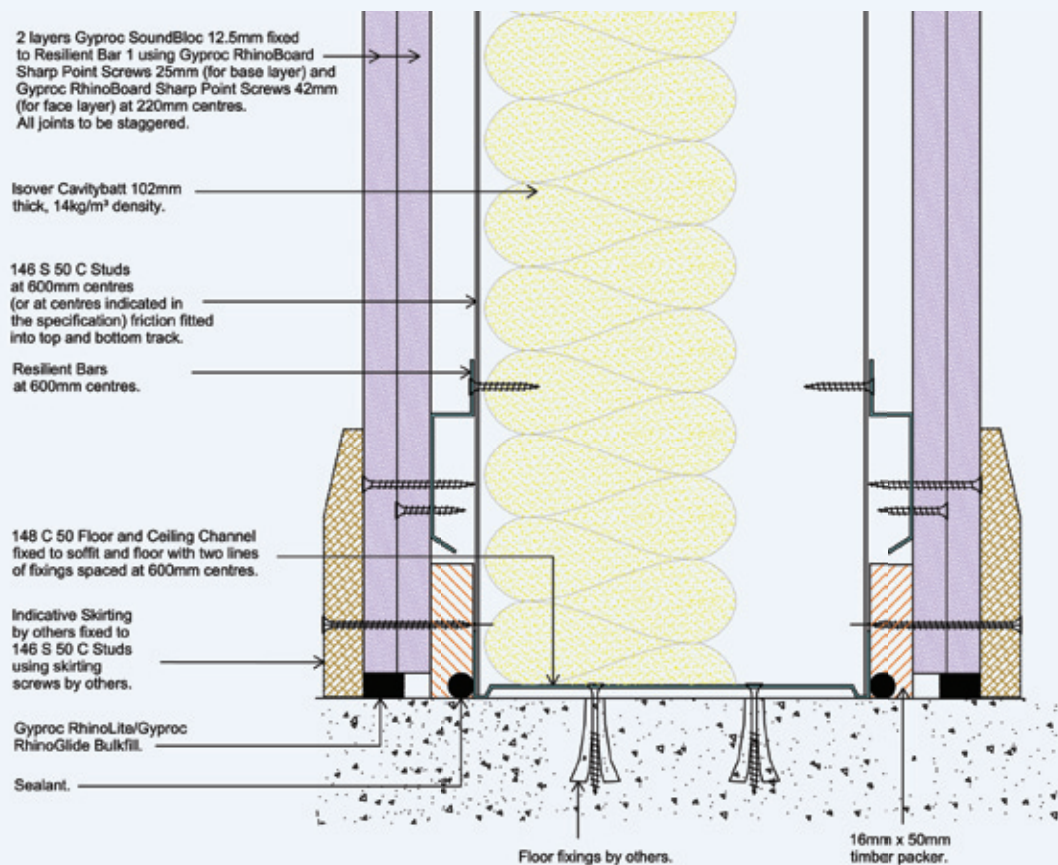 2 layers Gyproc SoundBloc 12.5mm fixed
to Resilient Bar 1 using Gyproc RhinoBoard
Sharp Point Screws 25mm (for base layer) and
Gyproc RhinoBoard Sharp Point Screws 42mm
(for face layer) at 220mm centres.
All joints to be staggered.
Isover Cavitybatt 102mm
thick, 14kg/m³ density.
146 S 50 C Studs
at 600mm centres
(or at centres indicated in
the specification) friction fitted
into top and bottom track.
Resilient Bars
at 600mm centres.
148 C 50 Floor and Ceiling Channel
fixed to soffit and floor with two lines
of fixings spaced at 600mm centres.
Indicative Skirting
by others fixed to
146 S 50 C Studs
using skirting
screws by others.
Gyproc RhinoLite/Gyproc
RhinoGlide Bulkfill.
Sealant.
Floor fixings by others.
16mm x 50mm
timber packer.